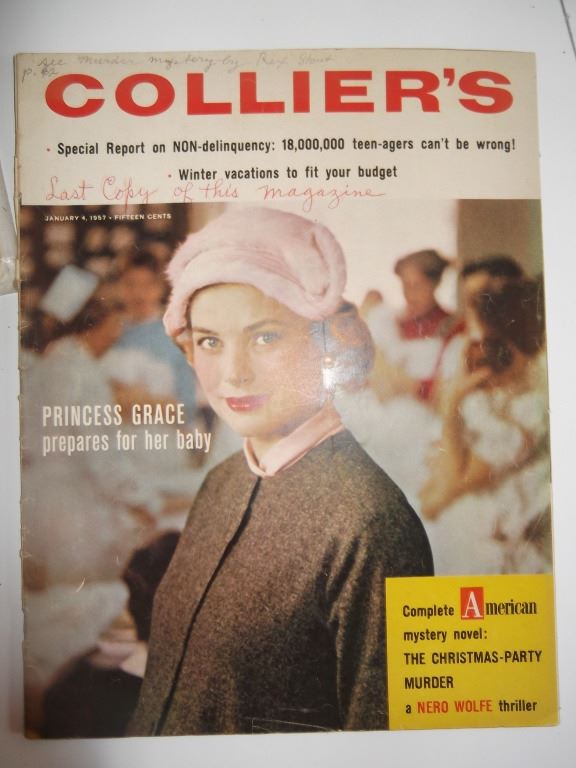 see murder mystery by Rex Stout
p. 62
COLLIER'S
• Special Report on NON-delinquency: 18,000,000 teen-agers can't be wrong!
• Winter vacations to fit your budget
Last Copy of this magazine
JANUARY 4, 1957 • FIFTEEN CENTS
PRINCESS GRACE
prepares for her baby
Complete American
mystery novel:
THE CHRISTMAS-PARTY
MURDER
a NERO WOLFE thriller